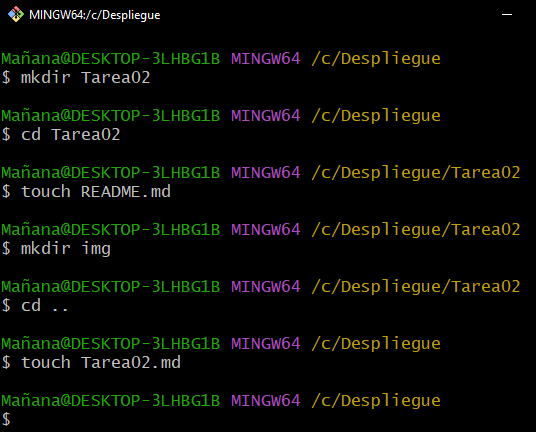 MINGW64:/c/Despliegue
Mañana@DESKTOP-3LHBG1B MINGW64 /c/Despliegue
$ mkdir Tarea02
Mañana@DESKTOP-3LHBG1B MINGW64 /c/Despliegue
$ cd Tarea02
Mañana@DESKTOP-3LHBG1B MINGW64 /c/Despliegue/Tarea02
$ touch README.md
Mañana@DESKTOP-3LHBG1B MINGW64 /c/Despliegue/Tarea02
$ mkdir img
Mañana@DESKTOP-3LHBG1B MINGW64 /c/Despliegue/Tarea02
$ cd ..
Mañana@DESKTOP-3LHBG1B MINGW64 /c/Despliegue
$ touch Tarea02.md
Mañana@DESKTOP-3LHBG1B MINGW64 /c/Despliegue
$